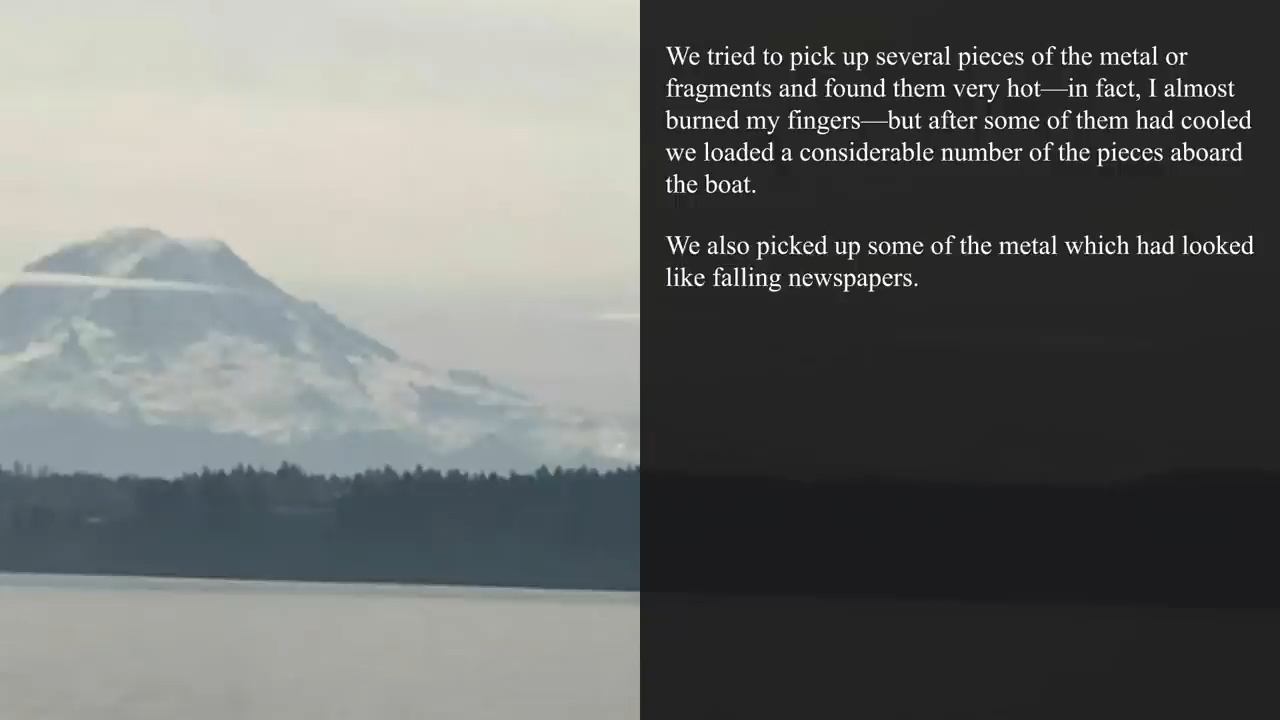 We tried to pick up several pieces of the metal or
fragments and found them very hot—in fact, I almost
burned my fingers—but after some of them had cooled
we loaded a considerable number of the pieces aboard
the boat.
We also picked up some of the metal which had looked
like falling newspapers.